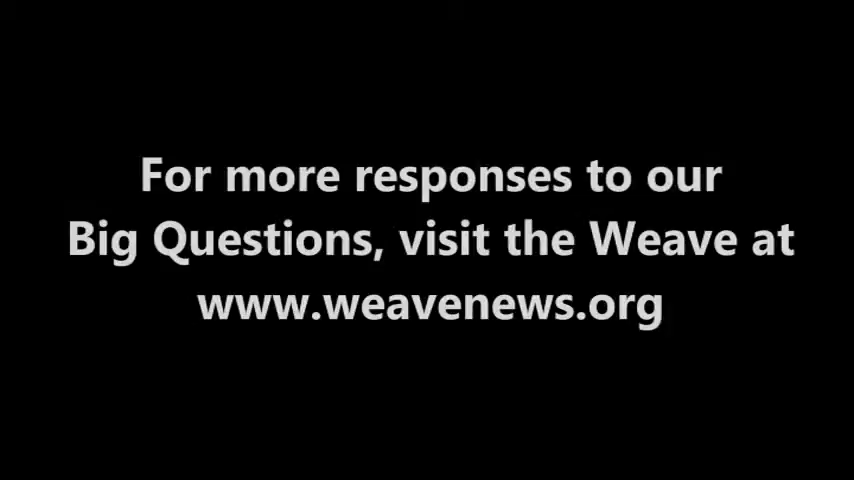 For more responses to our
Big Questions, visit the Weave at
www.weavenews.org